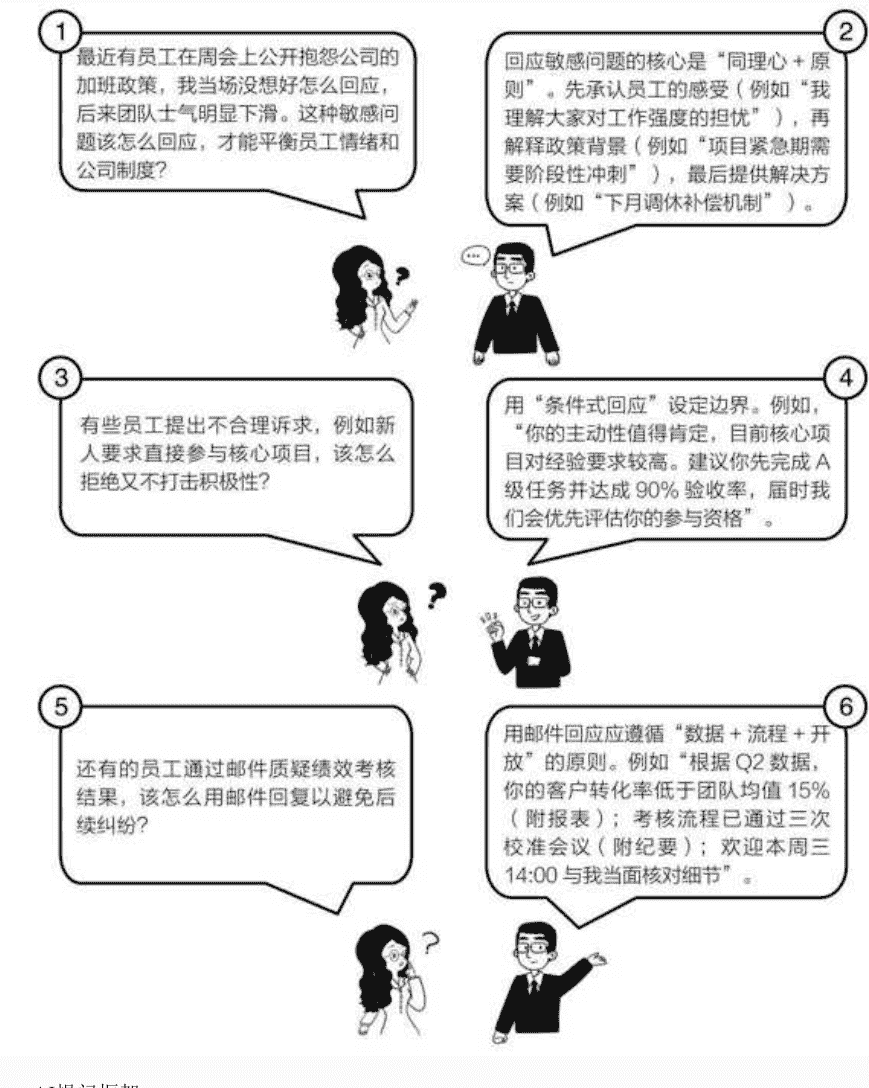 1
最近有员工在周会上公开抱怨公司的
加班政策，我当场没想好怎么回应，
后来团队士气明显下滑。这种敏感问
题该怎么回应，才能平衡员工情绪和
公司制度？
2
回应敏感问题的核心是“同理心 + 原
则”。先承认员工的感受（例如“我
理解大家对工作强度的担忧”），再
解释政策背景（例如“项目紧急期需
要阶段性冲刺”），最后提供解决方
案（例如“下月调休补偿机制”）。
?
...
3
有些员工提出不合理诉求，例如新
人要求直接参与核心项目，该怎么
拒绝又不打击积极性？
4
用“条件式回应”设定边界。例如，
“你的主动性值得肯定，目前核心项
目对经验要求较高。建议你先完成 A
级任务并达成 90% 验收率，届时我
们会优先评估你的参与资格”。
?
5
还有的员工通过邮件质疑绩效考核
结果，该怎么用邮件回复以避免后
续纠纷？
6
用邮件回应应遵循“数据 + 流程 + 开
放”的原则。例如“根据 Q2 数据，
你的客户转化率低于团队均值 15%
（附报表）；考核流程已通过三次
校准会议（附纪要）；欢迎本周三
14:00 与我当面核对细节”。
?